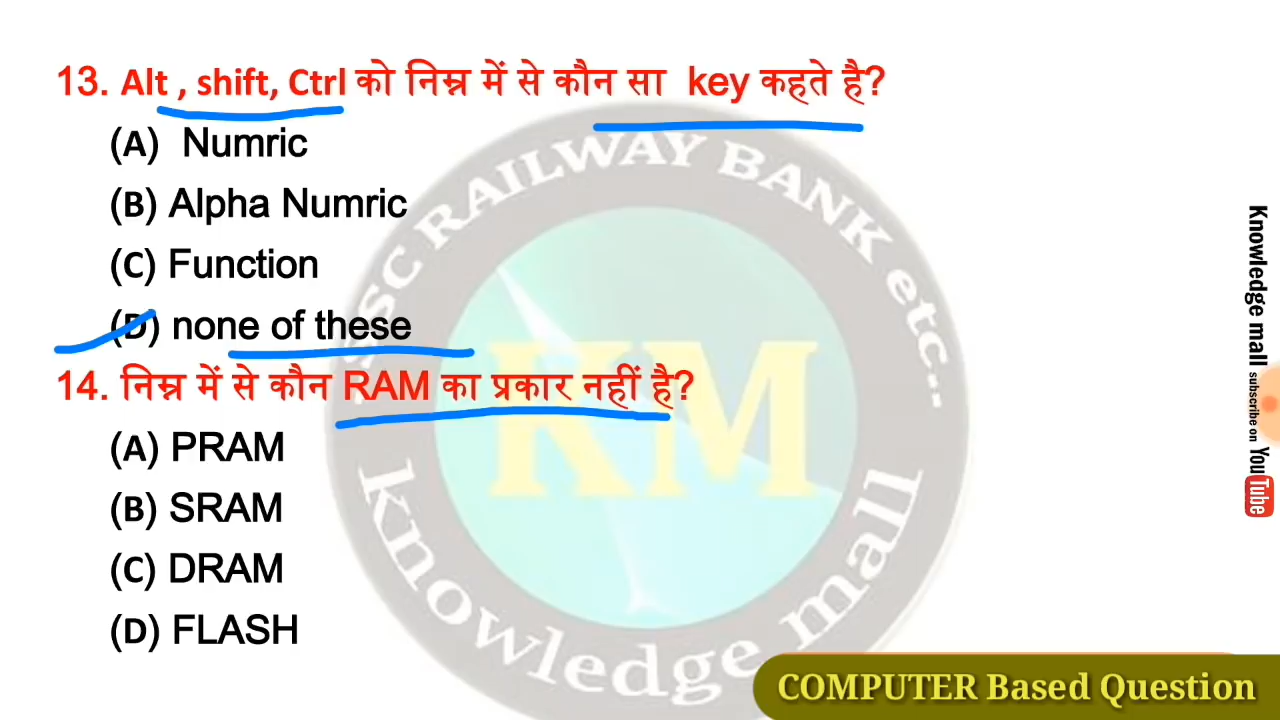 13. Alt , shift, Ctrl को निम्न में से कौन सा key कहते है?
(A) Numric
(B) Alpha Numric
(C) Function
(D) none of these
14. निम्न में से कौन RAM का प्रकार नहीं है?
(A) PRAM
(B) SRAM
(C) DRAM
(D) FLASH
SSC RAILWAY BANK etc..
KM
Knowledge mall
Knowledge mall subscribe on YouTube
COMPUTER Based Question